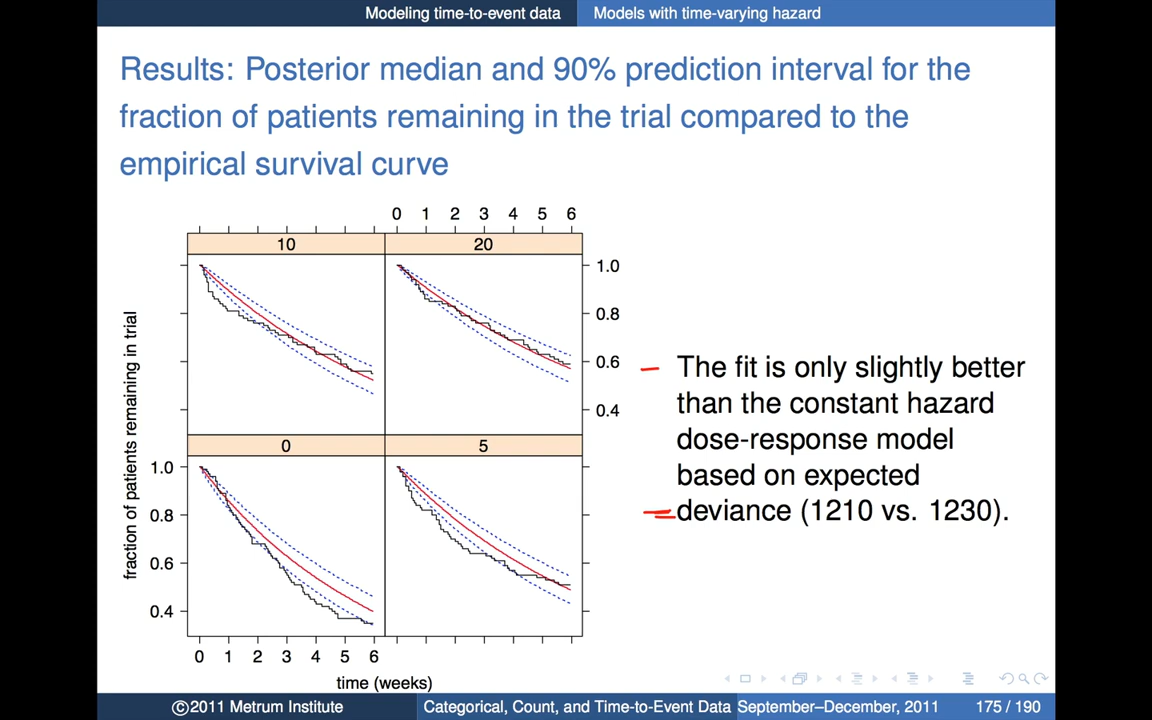 Modeling time-to-event data Models with time-varying hazard
Results: Posterior median and 90% prediction interval for the
fraction of patients remaining in the trial compared to the
empirical survival curve
0 1 2 3 4 5 6
10 20
1.0
0.8
0.6
0.4
0 5
1.0
0.8
0.6
0.4
0 1 2 3 4 5 6
time (weeks)
fraction of patients remaining in trial
The fit is only slightly better
than the constant hazard
dose-response model
based on expected
deviance (1210 vs. 1230).
©2011 Metrum Institute Categorical, Count, and Time-to-Event Data September–December, 2011 175 / 190